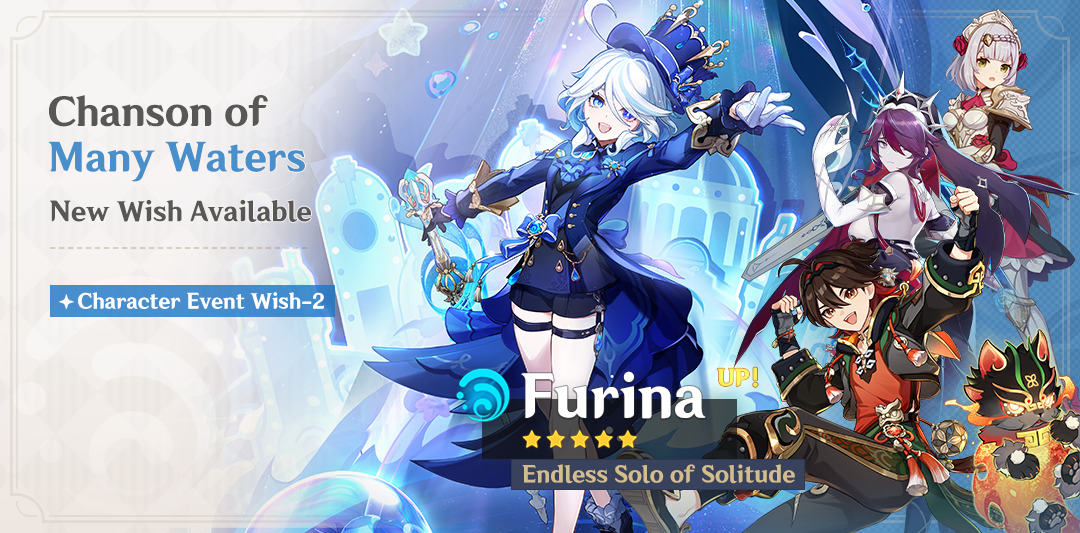 Chanson of
Many Waters
New Wish Available
Character Event Wish-2
Furina UP!
Endless Solo of Solitude